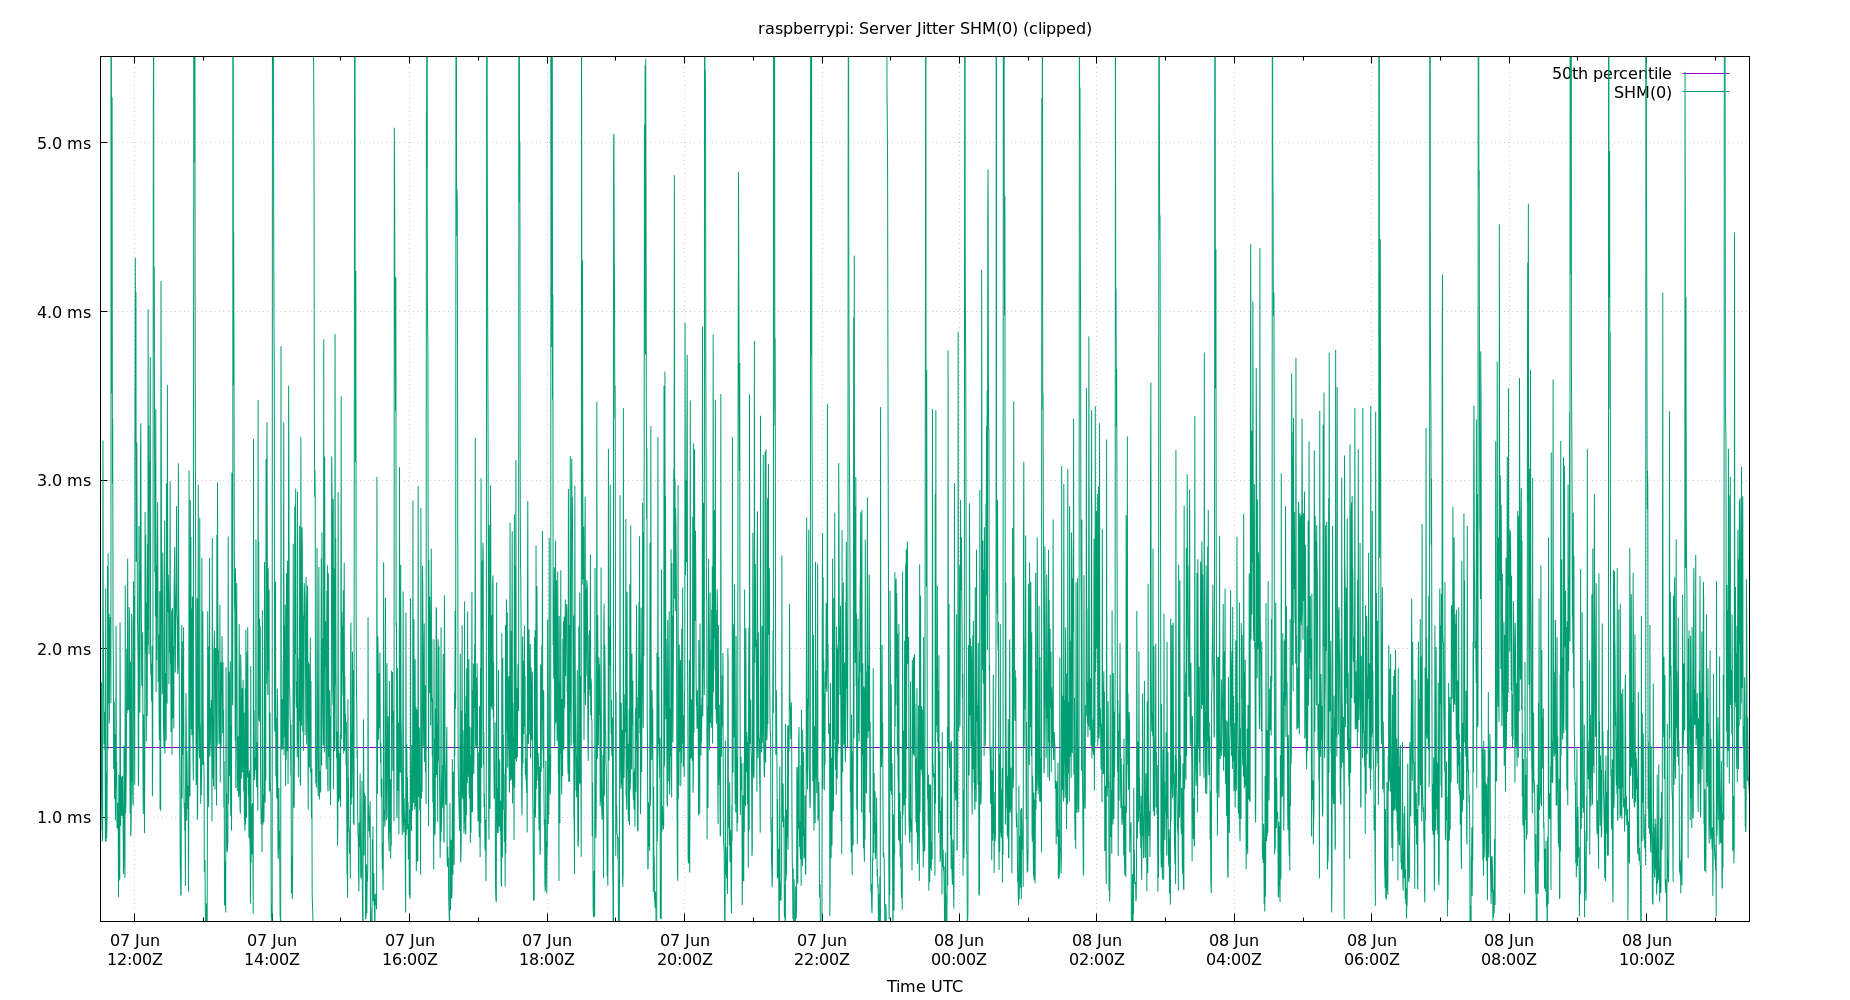 raspberrypi: Server Jitter SHM(0) (clipped)
50th percentile
SHM(0)
5.0 ms
4.0 ms
3.0 ms
2.0 ms
1.0 ms
07 Jun 07 Jun 07 Jun 07 Jun 07 Jun 07 Jun 08 Jun 08 Jun 08 Jun 08 Jun 08 Jun 08 Jun
12:00Z 14:00Z 16:00Z 18:00Z 20:00Z 22:00Z 00:00Z 02:00Z 04:00Z 06:00Z 08:00Z 10:00Z
Time UTC